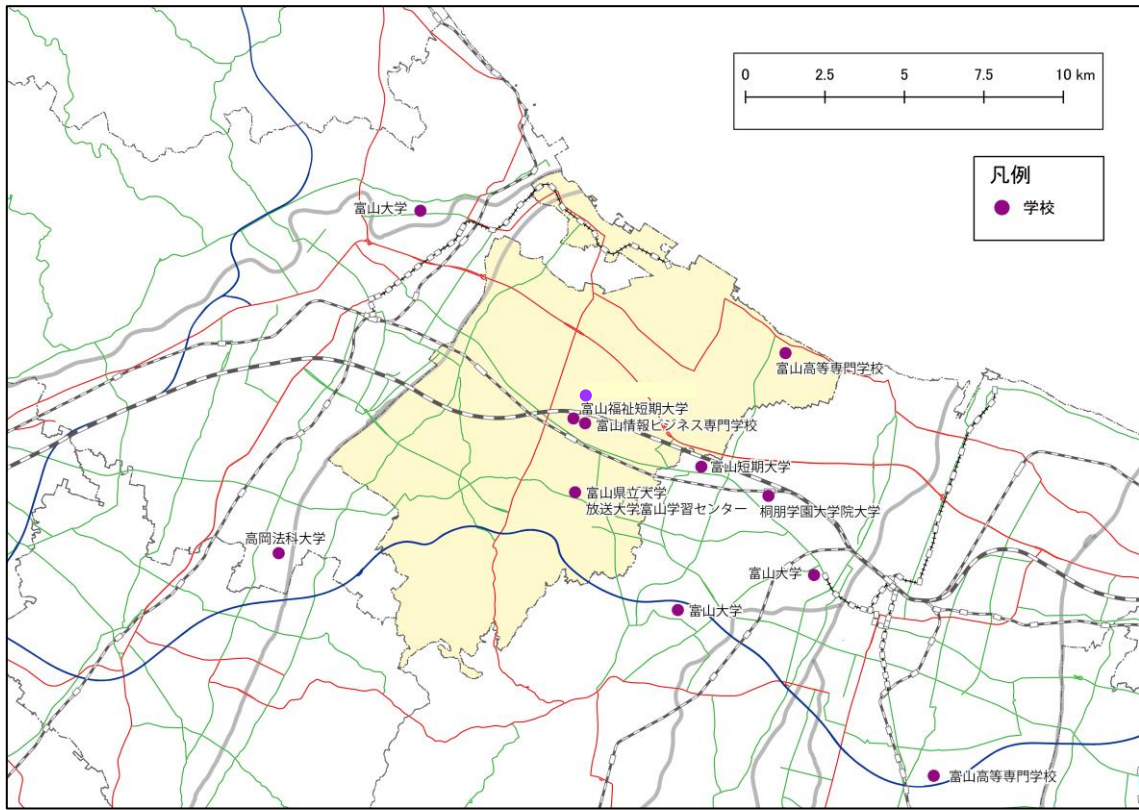 0 2.5 5 7.5 10 km
凡例
学校
富山大学
富山高等専門学校
富山福祉短期大学
富山情報ビジネス専門学校
富山短期大学
富山県立大学
放送大学富山学習センター
桐朋学園大学院大学
高岡法科大学
富山大学
富山大学
富山高等専門学校